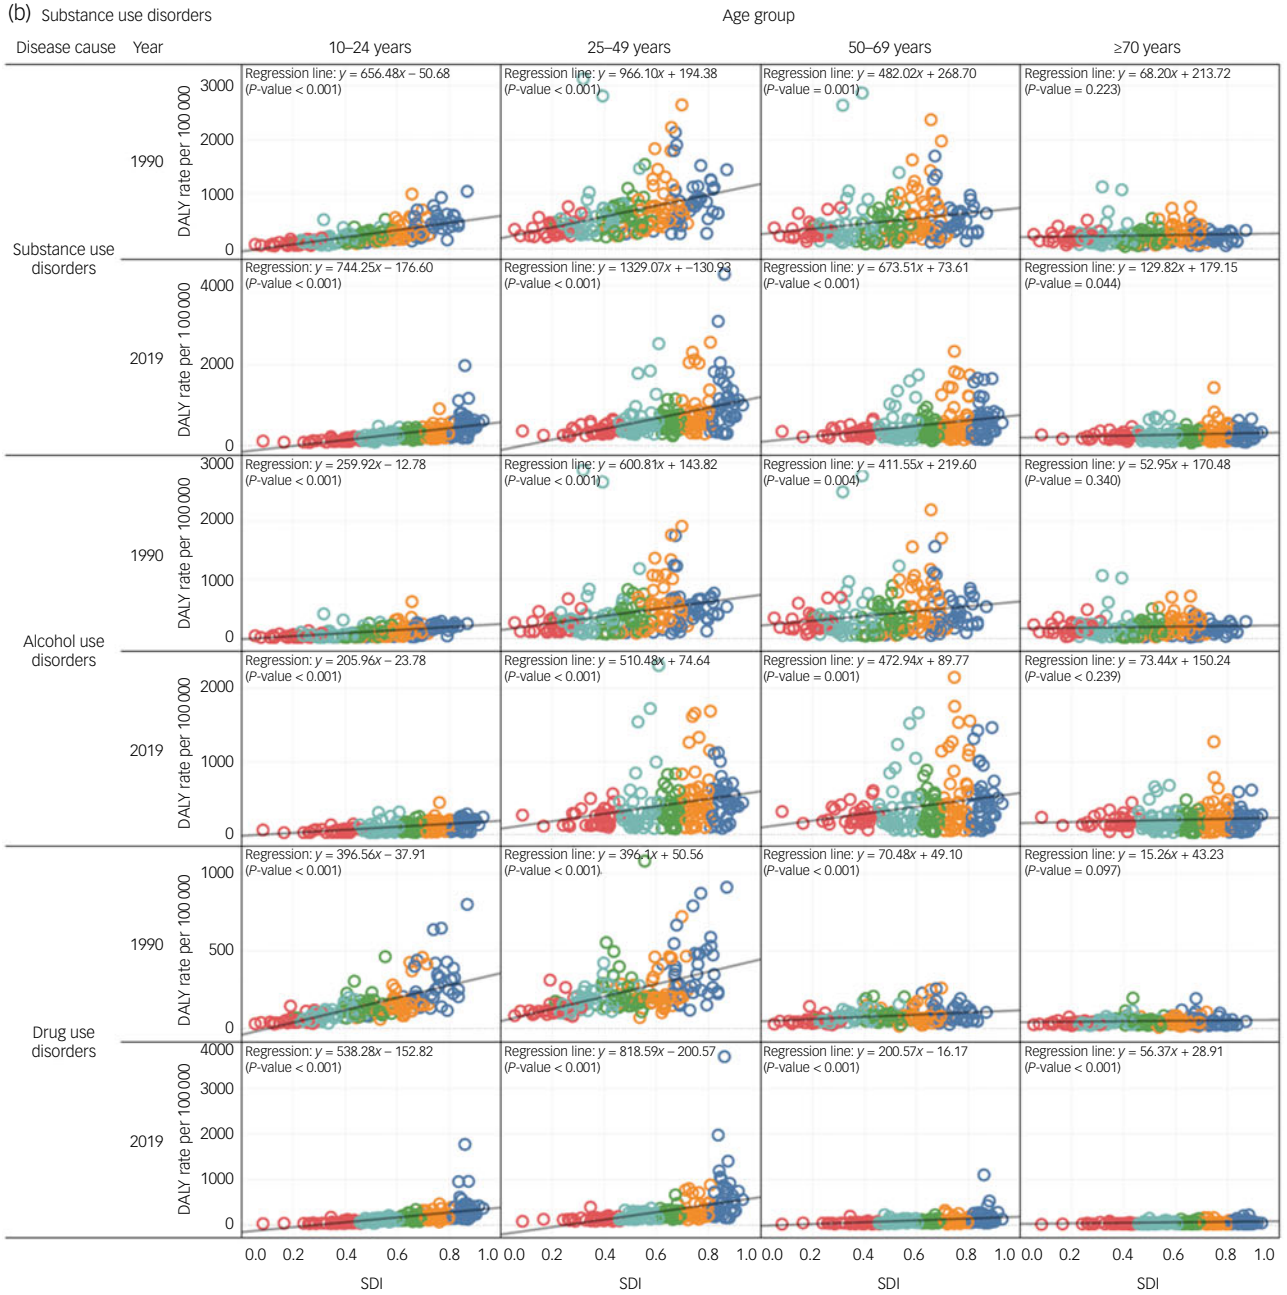 (b) Substance use disorders
Age group
Disease cause Year 10–24 years 25–49 years 50–69 years ≥70 years
Substance use disorders
1990
DALY rate per 100 000
3000
2000
1000
0
Regression line: y = 656.48x – 50.68
(P-value < 0.001)
Regression line: y = 966.10x + 194.38
(P-value < 0.001)
Regression line: y = 482.02x + 268.70
(P-value = 0.001)
Regression line: y = 68.20x + 213.72
(P-value = 0.223)
2019
DALY rate per 100 000
4000
2000
0
Regression: y = 744.25x – 176.60
(P-value < 0.001)
Regression line: y = 1329.07x + –130.93
(P-value < 0.001)
Regression line: y = 673.51x + 73.61
(P-value < 0.001)
Regression line: y = 129.82x + 179.15
(P-value = 0.044)
Alcohol use disorders
1990
DALY rate per 100 000
3000
2000
1000
0
Regression: y = 259.92x – 12.78
(P-value < 0.001)
Regression line: y = 600.81x + 143.82
(P-value < 0.001)
Regression line: y = 411.55x + 219.60
(P-value = 0.004)
Regression line: y = 52.95x + 170.48
(P-value = 0.340)
2019
DALY rate per 100 000
2000
1000
0
Regression: y = 205.96x – 23.78
(P-value < 0.001)
Regression line: y = 510.48x + 74.64
(P-value < 0.001)
Regression line: y = 472.94x + 89.77
(P-value = 0.001)
Regression line: y = 73.44x + 150.24
(P-value < 0.239)
Drug use disorders
1990
DALY rate per 100 000
1000
500
0
Regression: y = 396.56x – 37.91
(P-value < 0.001)
Regression line: y = 396.1x + 50.56
(P-value < 0.001)
Regression line: y = 70.48x + 49.10
(P-value < 0.001)
Regression line: y = 15.26x + 43.23
(P-value = 0.097)
2019
DALY rate per 100 000
4000
3000
2000
1000
0
Regression: y = 538.28x – 152.82
(P-value < 0.001)
Regression line: y = 818.59x – 200.57
(P-value < 0.001)
Regression line: y = 200.57x – 16.17
(P-value < 0.001)
Regression line: y = 56.37x + 28.91
(P-value < 0.001)
0.0 0.2 0.4 0.6 0.8 1.0 0.0 0.2 0.4 0.6 0.8 1.0 0.0 0.2 0.4 0.6 0.8 1.0 0.0 0.2 0.4 0.6 0.8 1.0
SDI SDI SDI SDI